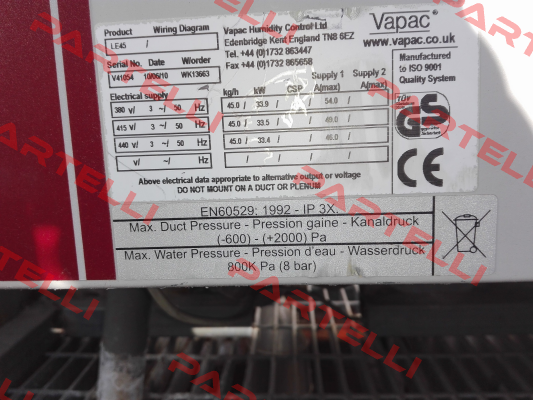 Product Wiring Diagram
LE45 /
Serial No. Date W/order
V41054 10/06/10 WK13663
Electrical supply
380 v/ 3 ~/ 50 Hz
415 v/ 3 ~/ 50 Hz
440 v/ 3 ~/ 50 Hz
v/ ~/ Hz
Vapac Humidity Control Ltd
Edenbridge Kent England TN8 6EZ
Tel. +44 (0)1732 863447
Fax +44 (0)1732 865658
kg/h kW CSP Supply 1 A(max) Supply 2 A(max)
45.0 / 33.9 / 54.0 /
45.0 / 33.5 / 49.0 /
45.0 / 33.4 / 46.0 /
/ / / /
Vapac
www.vapac.co.uk
Manufactured
to ISO 9001
Quality System
TÜV
GS
CE
Above electrical data appropriate to alternative output or voltage
DO NOT MOUNT ON A DUCT OR PLENUM
EN60529: 1992 - IP 3X.
Max. Duct Pressure - Pression gaine - Kanaldruck
(-600) - (+2000) Pa
Max. Water Pressure - Pression d'eau - Wasserdruck
800K Pa (8 bar)
PARTELLI